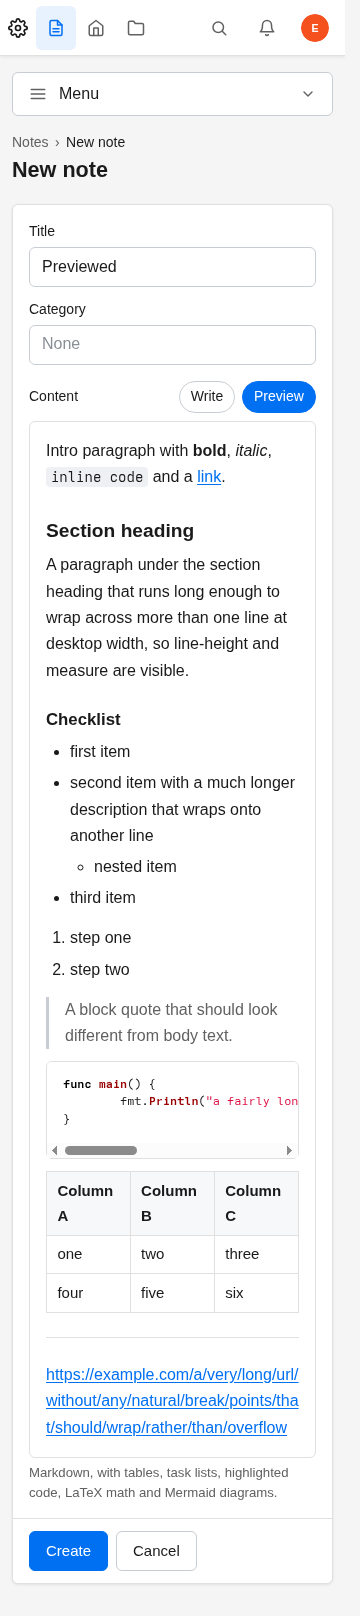 E
Menu
Notes › New note
New note
Title
Previewed
Category
None
Content
Write
Preview
Intro paragraph with bold, italic,
inline code and a link.
Section heading
A paragraph under the section
heading that runs long enough to
wrap across more than one line at
desktop width, so line-height and
measure are visible.
Checklist
• first item
• second item with a much longer
description that wraps onto
another line
◦ nested item
• third item
1. step one
2. step two
A block quote that should look
different from body text.
func main() {
fmt.Println("a fairly lon
}
Column A Column B Column C
one two three
four five six
https://example.com/a/very/long/url/
without/any/natural/break/points/tha
t/should/wrap/rather/than/overflow
Markdown, with tables, task lists, highlighted
code, LaTeX math and Mermaid diagrams.
Create
Cancel